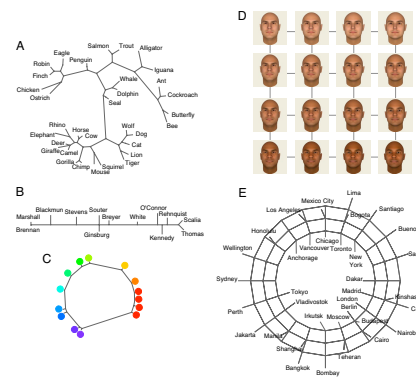 A
Eagle
Robin
Penguin
Finch
Chicken
Ostrich
Salmon
Trout
Alligator
Iguana
Whale
Dolphin
Seal
Ant
Cockroach
Butterfly
Bee
Rhino
Horse
Elephant
Cow
Deer
Giraffe
Camel
Gorilla
Chimp
Mouse
Squirrel
Wolf
Dog
Cat
Lion
Tiger
B
Marshall
Blackmun
Stevens
Souter
Breyer
White
O'Connor
Rehnquist
Scalia
Brennan
Ginsburg
Kennedy
Thomas
C
D
E
Lima
Mexico City
Los Angeles
Bogota
Santiago
Honolulu
Chicago
Vancouver
Toronto
Wellington
Anchorage
New
York
Sydney
Dakar
Tokyo
Madrid
Vladivostok
London
Berlin
Perth
Irkutsk
Moscow
Budapest
Jakarta
Manila
Cairo
Shanghai
Teheran
Bangkok
Bombay